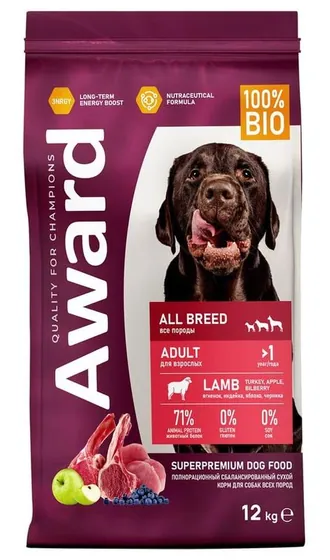 3NRGY
LONG-TERM
ENERGY BOOST
NUTRACEUTICAL
FORMULA
100%
BIO
Award
QUALITY FOR CHAMPIONS
ALL BREED
все породы
ADULT
для взрослых
>1
year/года
LAMB
TURKEY, APPLE,
BILBERRY
ягненок, индейка, яблоко, черника
71%
ANIMAL PROTEIN
животный белок
0%
GLUTEN
глютен
0%
SOY
соя
SUPERPREMIUM DOG FOOD
ПОЛНОРАЦИОННЫЙ СБАЛАНСИРОВАННЫЙ СУХОЙ
КОРМ ДЛЯ СОБАК ВСЕХ ПОРОД
12 kg ℮